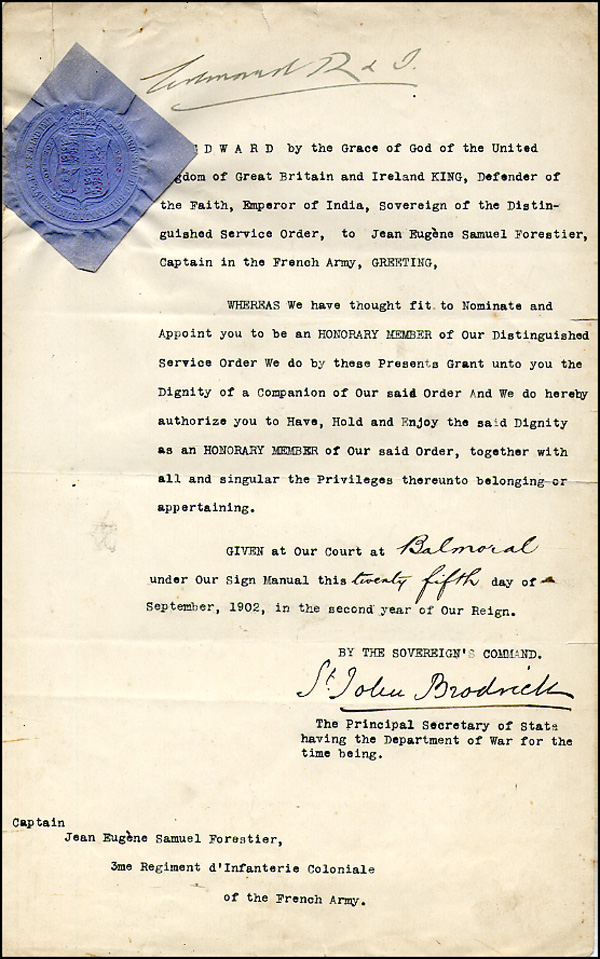 Edward R & I.
EDWARD by the Grace of God of the United
Kingdom of Great Britain and Ireland KING, Defender of
the Faith, Emperor of India, Sovereign of the Distin-
guished Service Order, to Jean Eugène Samuel Forestier,
Captain in the French Army, GREETING,
WHEREAS We have thought fit to Nominate and
Appoint you to be an HONORARY MEMBER of Our Distinguished
Service Order We do by these Presents Grant unto you the
Dignity of a Companion of Our said Order And We do hereby
authorize you to Have, Hold and Enjoy the said Dignity
as an HONORARY MEMBER of Our said Order, together with
all and singular the Privileges thereunto belonging or
appertaining.
GIVEN at Our Court at Balmoral
under Our Sign Manual this twenty fifth day of
September, 1902, in the second year of Our Reign.
BY THE SOVEREIGN'S COMMAND.
St John Brodrick
The Principal Secretary of State
having the Department of War for the
time being.
Captain
Jean Eugène Samuel Forestier,
3me Regiment d'Infanterie Coloniale
of the French Army.